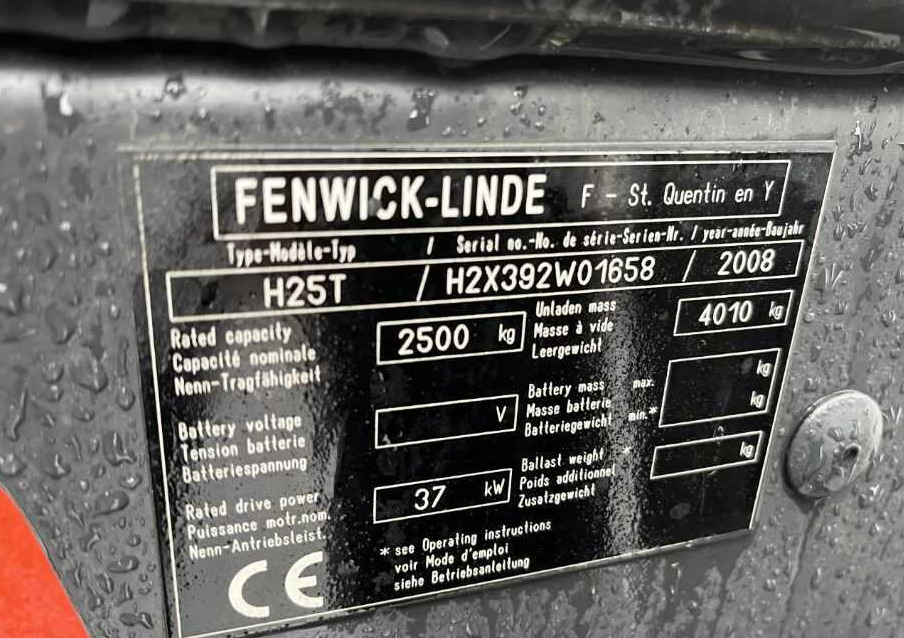 FENWICK-LINDE F - St. Quentin en Y
Type-Modèle-Typ / Serial no.-No. de série-Serien-Nr. / year-année-Baujahr
H25T / H2X392W01658 / 2008
Rated capacity
Capacité nominale
Nenn-Tragfähigkeit
2500 kg
Unladen mass
Masse à vide
Leergewicht
4010 kg
Battery voltage
Tension batterie
Batteriespannung
V
Battery mass max. kg
Masse batterie
Batteriegewicht min.* kg
Rated drive power
Puissance motr.nom.
Nenn-Antriebsleist.
37 kW
Ballast weight *
Poids additionnel
Zusatzgewicht
kg
CE
* see Operating instructions
voir Mode d'emploi
siehe Betriebsanleitung